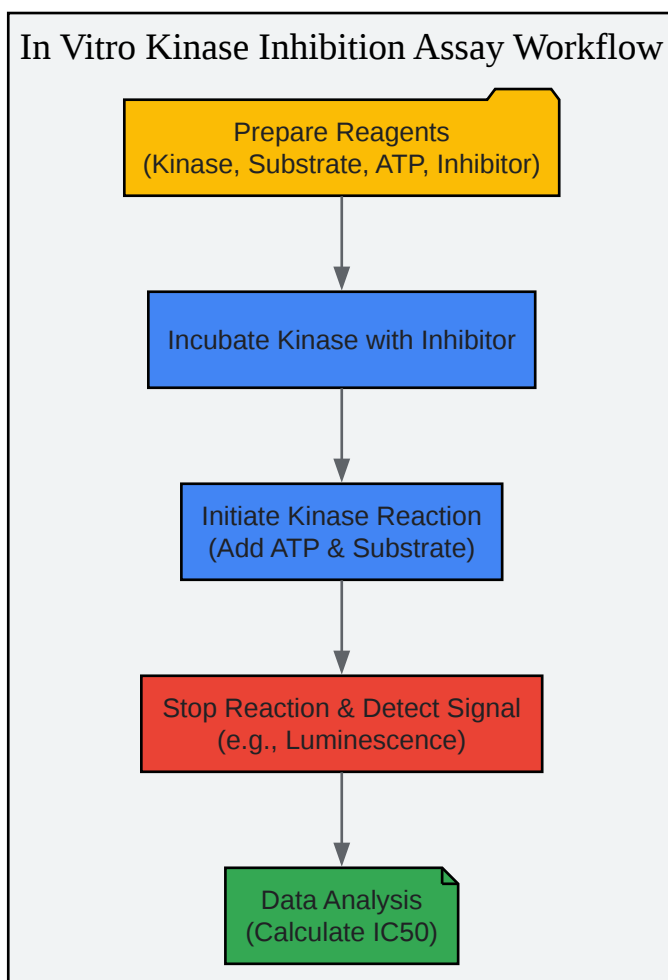 In Vitro Kinase Inhibition Assay Workflow
Prepare Reagents
(Kinase, Substrate, ATP, Inhibitor)
Incubate Kinase with Inhibitor
Initiate Kinase Reaction
(Add ATP & Substrate)
Stop Reaction & Detect Signal
(e.g., Luminescence)
Data Analysis
(Calculate IC50)